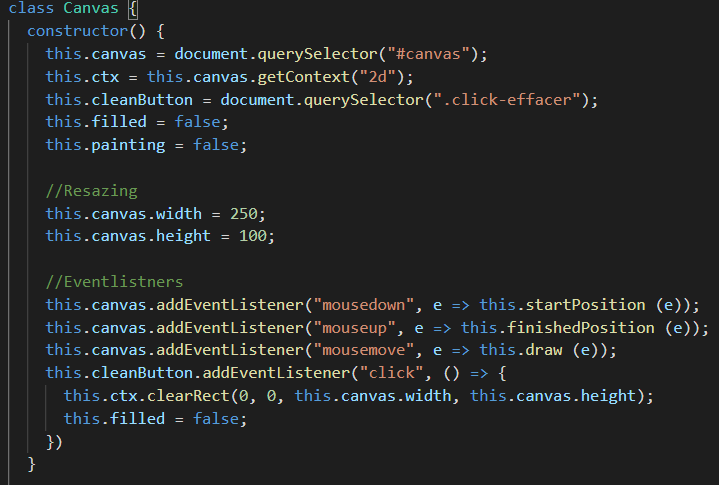 class Canvas {
constructor() {
this.canvas = document.querySelector("#canvas");
this.ctx = this.canvas.getContext("2d");
this.cleanButton = document.querySelector(".click-effacer");
this.filled = false;
this.painting = false;
//Resazing
this.canvas.width = 250;
this.canvas.height = 100;
//Eventlistners
this.canvas.addEventListener("mousedown", e => this.startPosition (e));
this.canvas.addEventListener("mouseup", e => this.finishedPosition (e));
this.canvas.addEventListener("mousemove", e => this.draw (e));
this.cleanButton.addEventListener("click", () => {
this.ctx.clearRect(0, 0, this.canvas.width, this.canvas.height);
this.filled = false;
})
}